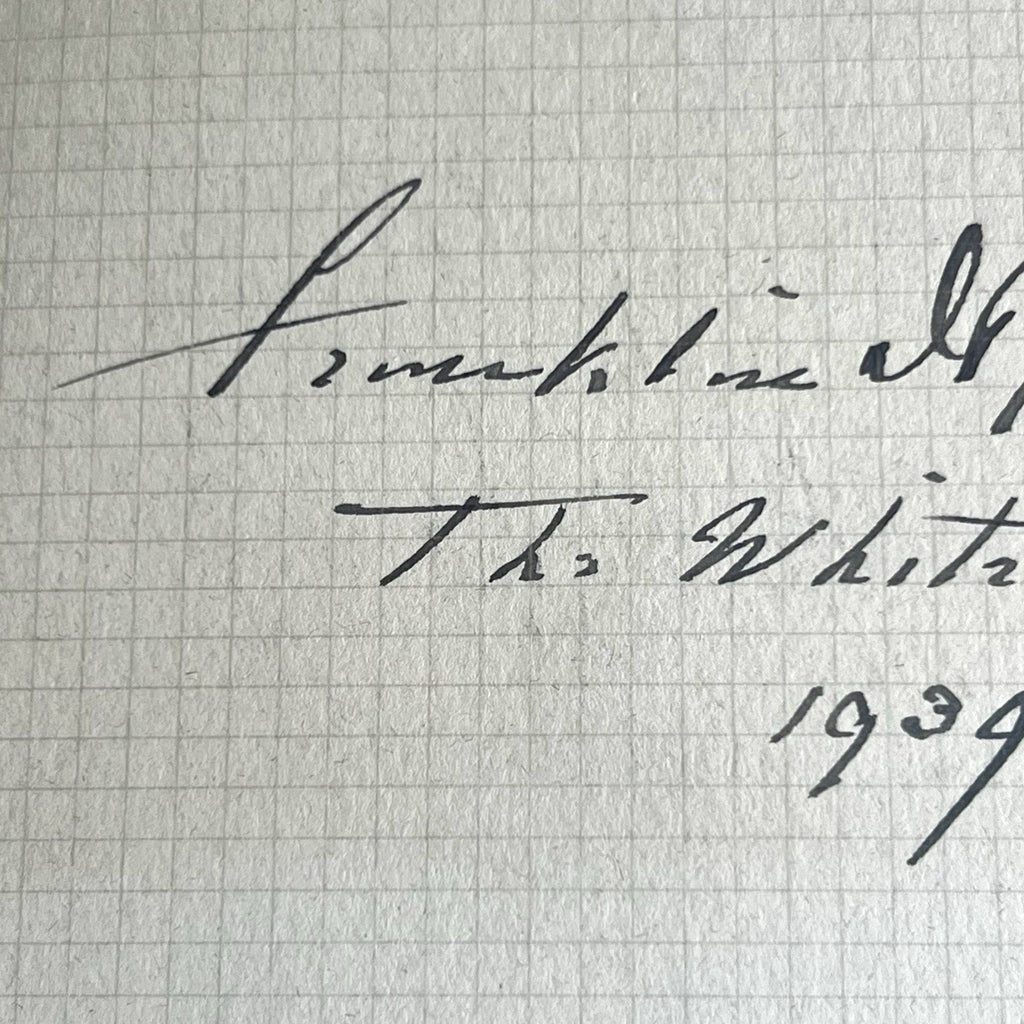 Franklin D
The White
1939